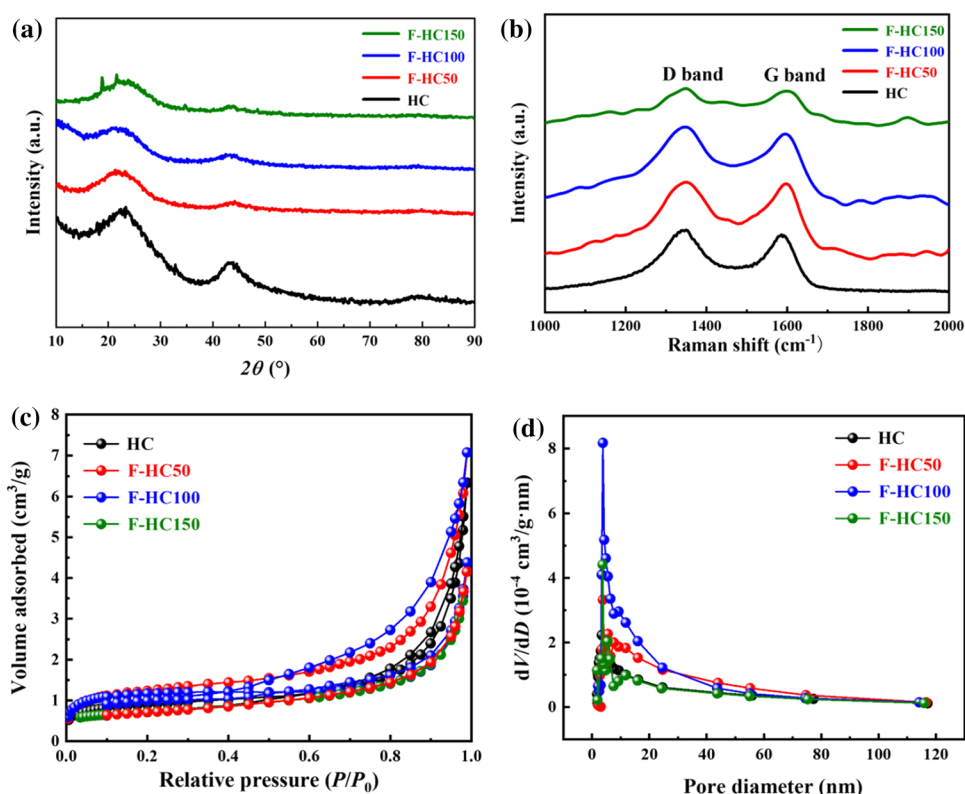 (a)
F-HC150
F-HC100
F-HC50
HC
Intensity (a.u.)
10 20 30 40 50 60 70 80 90
2θ (°)
(b)
F-HC150
F-HC100
F-HC50
HC
D band G band
Intensity (a.u.)
1000 1200 1400 1600 1800 2000
Raman shift (cm⁻¹)
(c)
8
7
6
5
4
3
2
1
0
HC
F-HC50
F-HC100
F-HC150
Volume adsorbed (cm³/g)
0.0 0.2 0.4 0.6 0.8 1.0
Relative pressure (P/P₀)
(d)
8
6
4
2
0
HC
F-HC50
F-HC100
F-HC150
dV/dD (10⁻⁴ cm³/g·nm)
0 20 40 60 80 100 120
Pore diameter (nm)